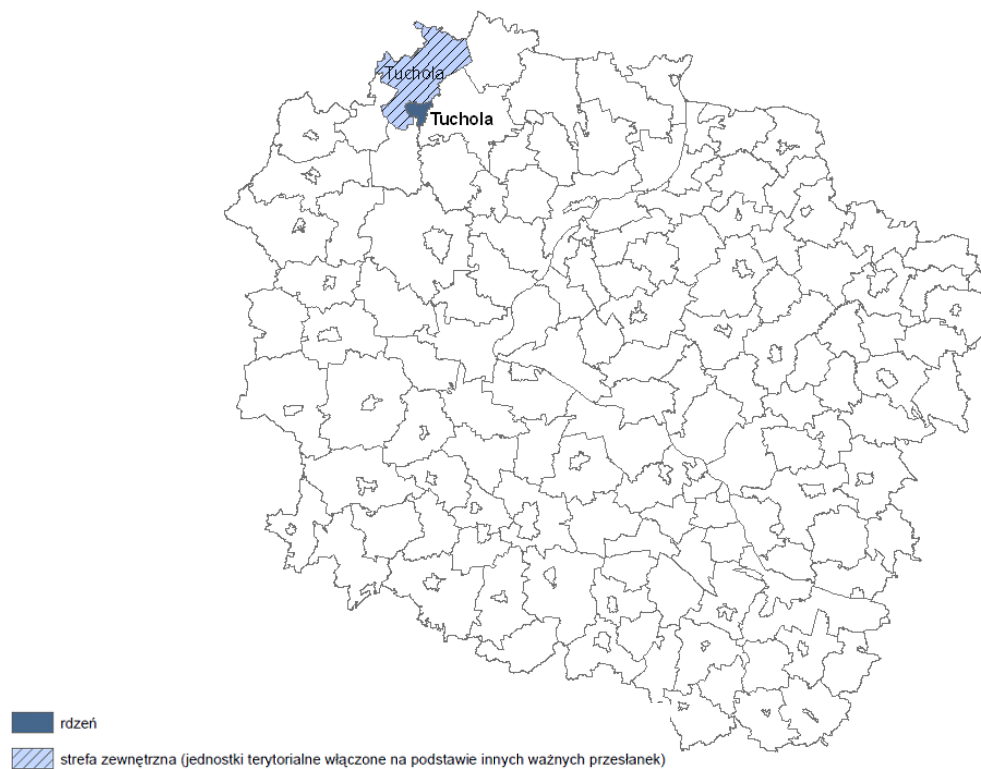 Tuchola
Tuchola
rdzeń
strefa zewnętrzna (jednostki terytorialne włączone na podstawie innych ważnych przesłanek)